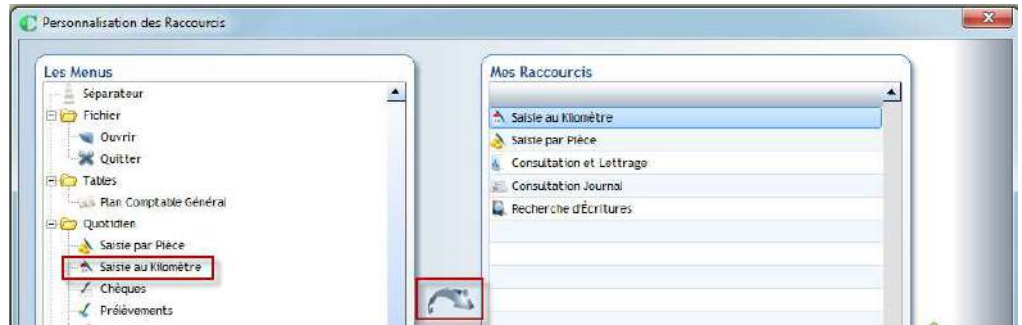 Personnalisation des Raccourcis
Les Menus
Séparateur
Fichier
Ouvrir
Quitter
Tables
Plan Comptable Général
Quotidien
Saisie par Pièce
Saisie au Kilomètre
Chèques
Prélèvements
Mes Raccourcis
Saisie au Kilomètre
Saisie par Pièce
Consultation et Lettrage
Consultation Journal
Recherche d'Écritures